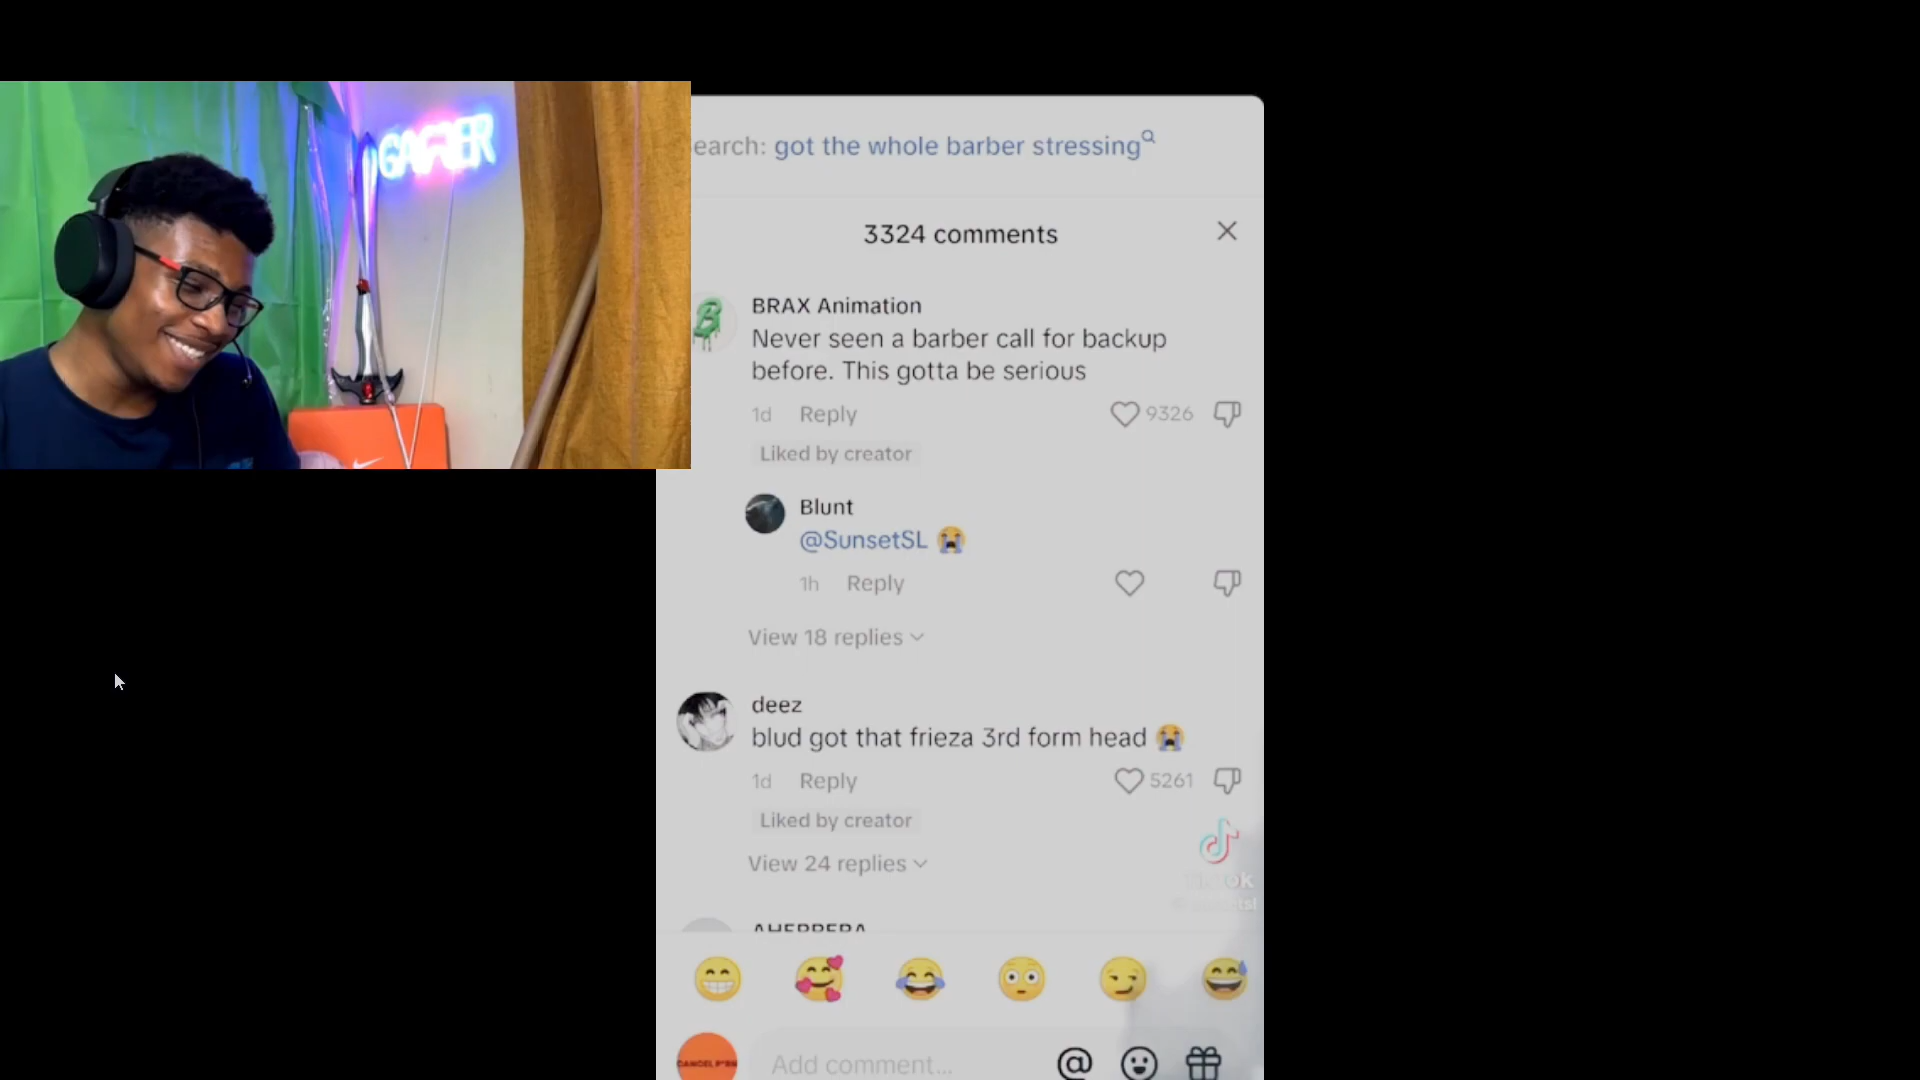 GAMER
earch: got the whole barber stressing
3324 comments
BRAX Animation
Never seen a barber call for backup
before. This gotta be serious
1d Reply 9326
Liked by creator
Blunt
@SunsetSL 😭
1h Reply
View 18 replies
deez
blud got that frieza 3rd form head 😭
1d Reply 5261
Liked by creator
View 24 replies
TikTok
AHERRERA
Add comment...